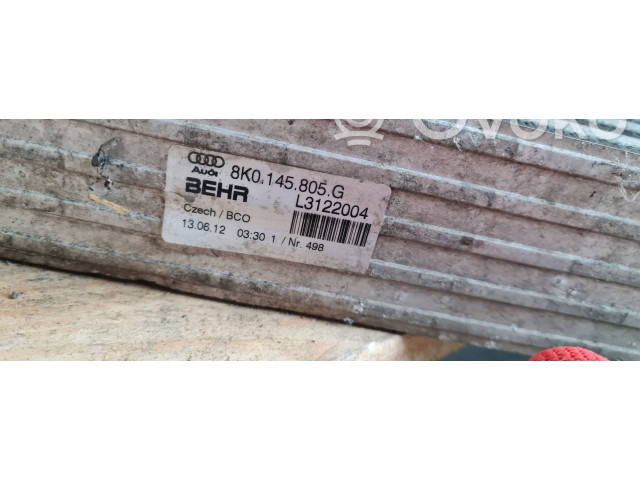 OVOKO
Audi
8K0.145.805.G
BEHR
L3122004
Czech / BCO
13.06.12 03:30 1 / Nr. 498